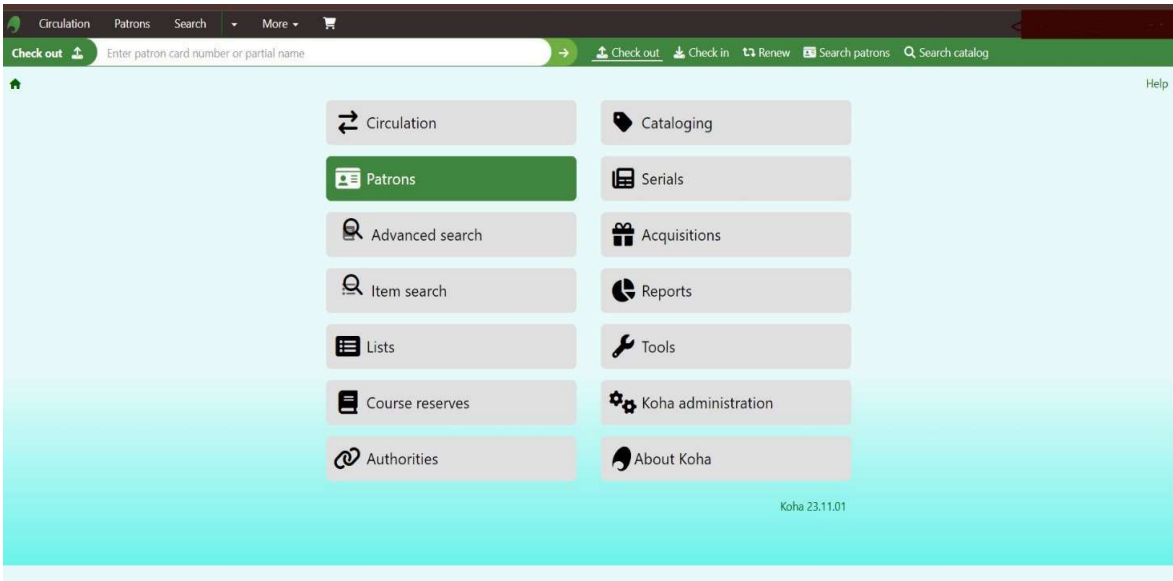 Circulation Patrons Search More
Check out Enter patron card number or partial name Check out Check in Renew Search patrons Search catalog
Help
Circulation Cataloging
Patrons Serials
Advanced search Acquisitions
Item search Reports
Lists Tools
Course reserves Koha administration
Authorities About Koha
Koha 23.11.01